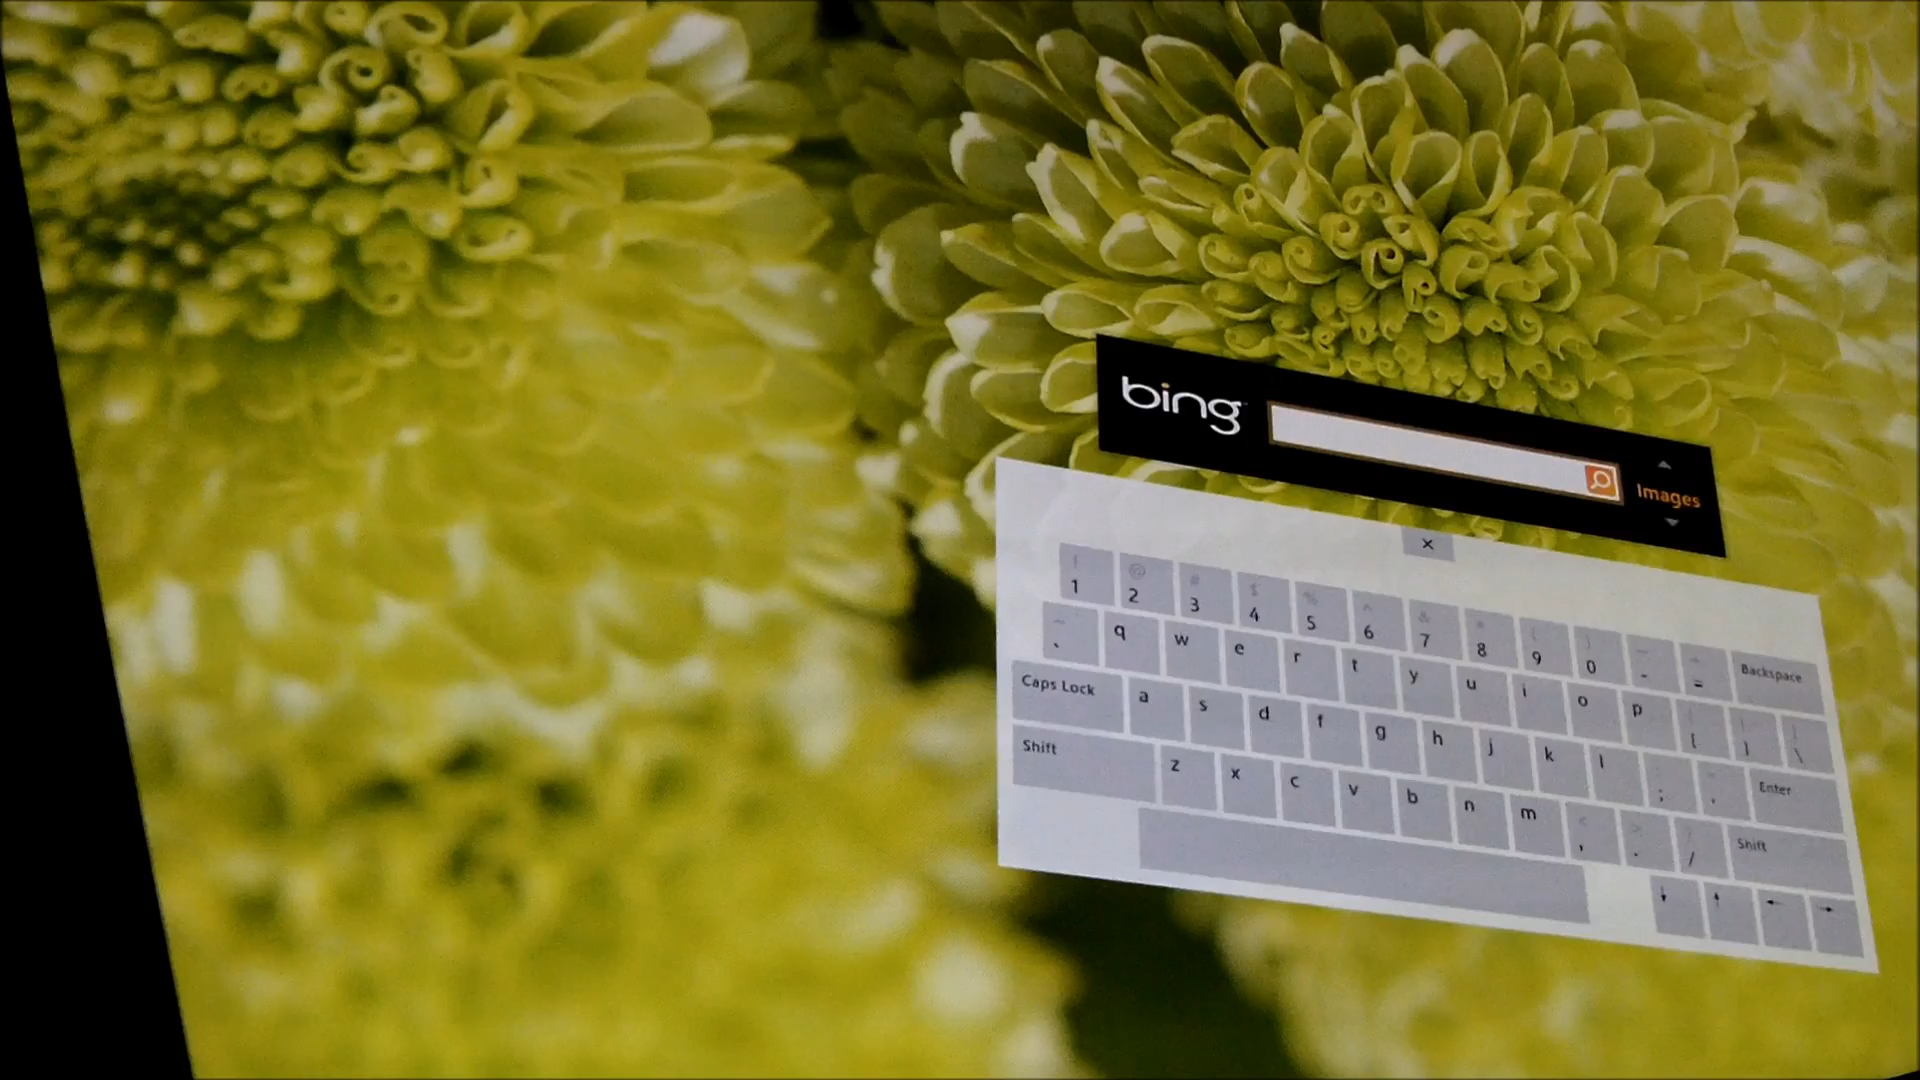 bing
Images
×
! @ # $ % ^ & * ( ) _ +
1 2 3 4 5 6 7 8 9 0 - = Backspace
~ ` q w e r t y u i o p { [ } ] | \
Caps Lock a s d f g h j k l : ; " ' Enter
Shift z x c v b n m < , > . ? / Shift
↓ ↑ ← →